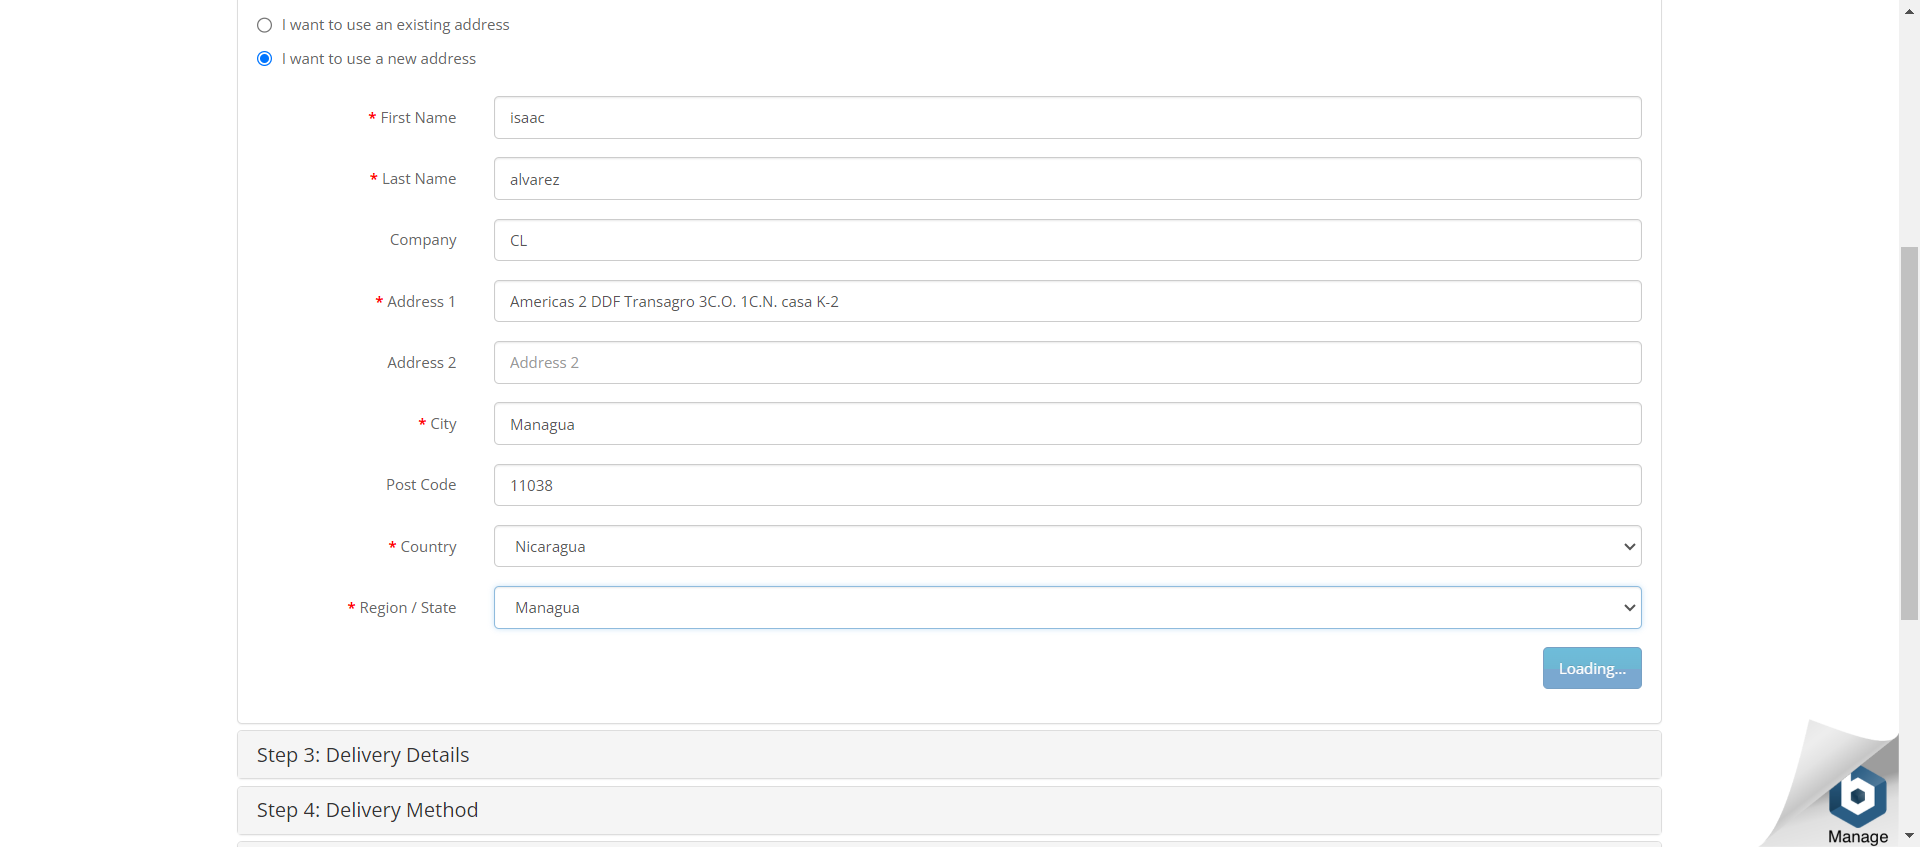 I want to use an existing address
I want to use a new address
* First Name
isaac
* Last Name
alvarez
Company
CL
* Address 1
Americas 2 DDF Transagro 3C.O. 1C.N. casa K-2
Address 2
Address 2
* City
Managua
Post Code
11038
* Country
Nicaragua
* Region / State
Managua
Loading...
Step 3: Delivery Details
Step 4: Delivery Method
b
Manage